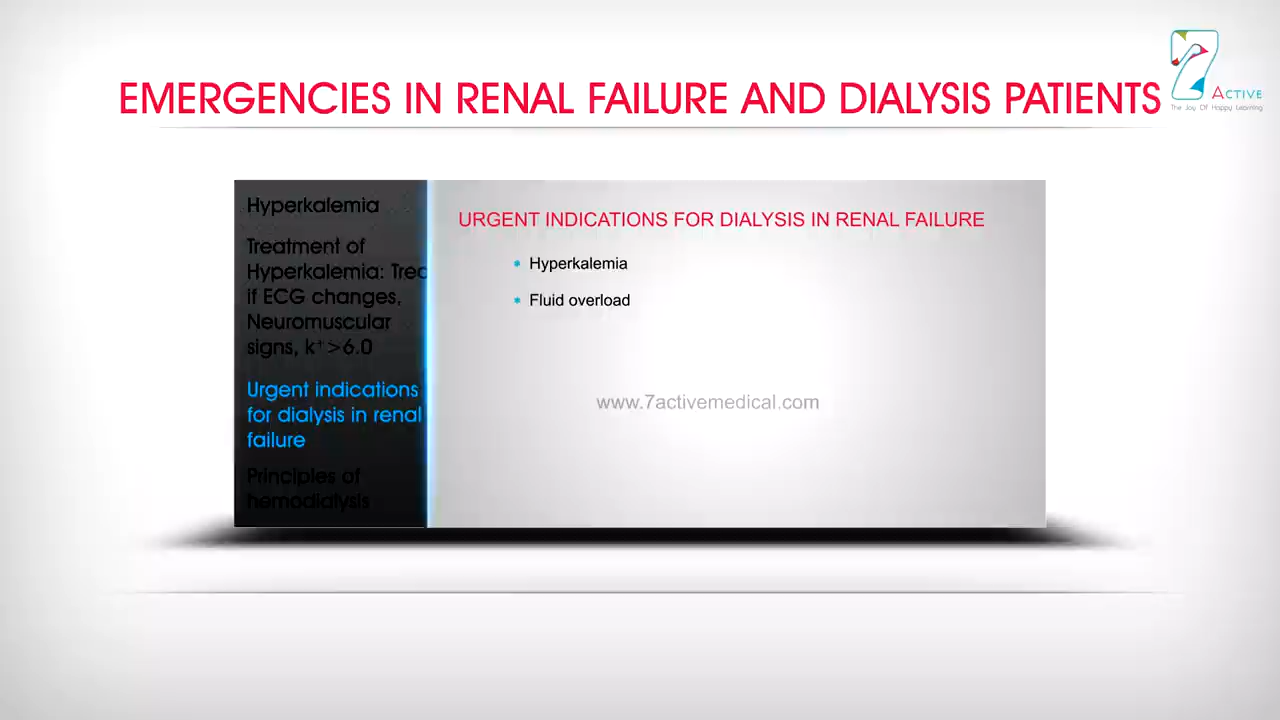 EMERGENCIES IN RENAL FAILURE AND DIALYSIS PATIENTS
7 ACTIVE
The Joy Of Happy Learning
Hyperkalemia
Treatment of
Hyperkalemia: Trea
if ECG changes,
Neuromuscular
signs, k⁺>6.0
Urgent indications
for dialysis in renal
failure
Principles of
hemodialysis
URGENT INDICATIONS FOR DIALYSIS IN RENAL FAILURE
* Hyperkalemia
* Fluid overload
www.7activemedical.com